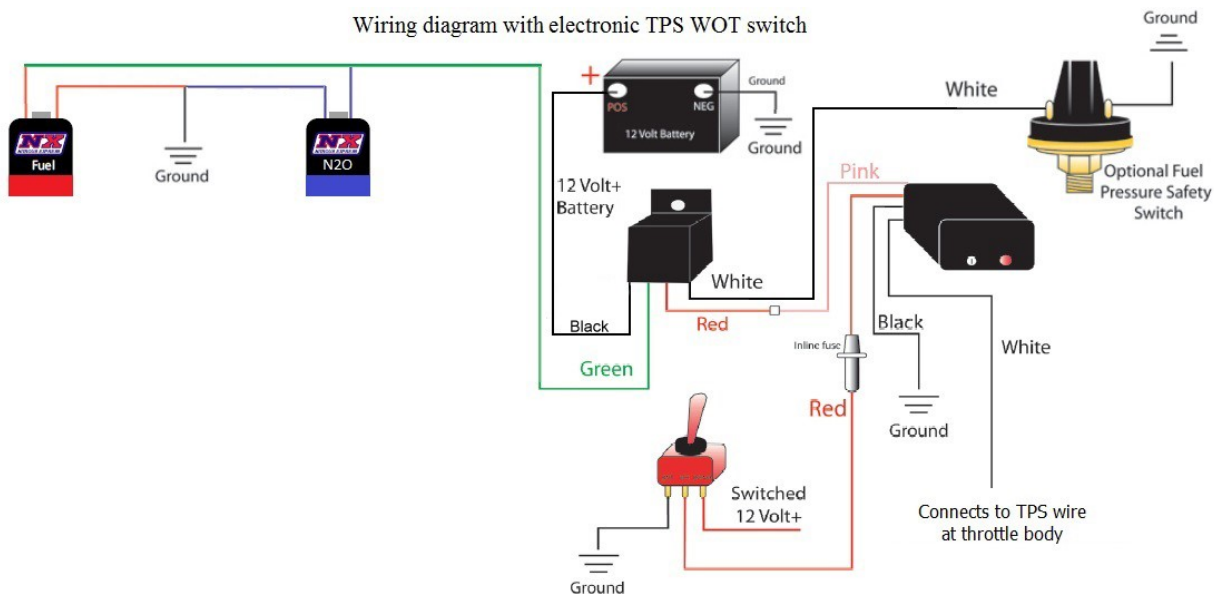 Wiring diagram with electronic TPS WOT switch
Ground
+
POS
NEG
Ground
12 Volt Battery
Ground
White
NX
Fuel
NX
N2O
Ground
12 Volt+
Battery
Pink
Optional Fuel
Pressure Safety
Switch
White
Red
Black
Green
Inline fuse
Black
White
Red
Ground
Switched
12 Volt+
Connects to TPS wire
at throttle body
Ground